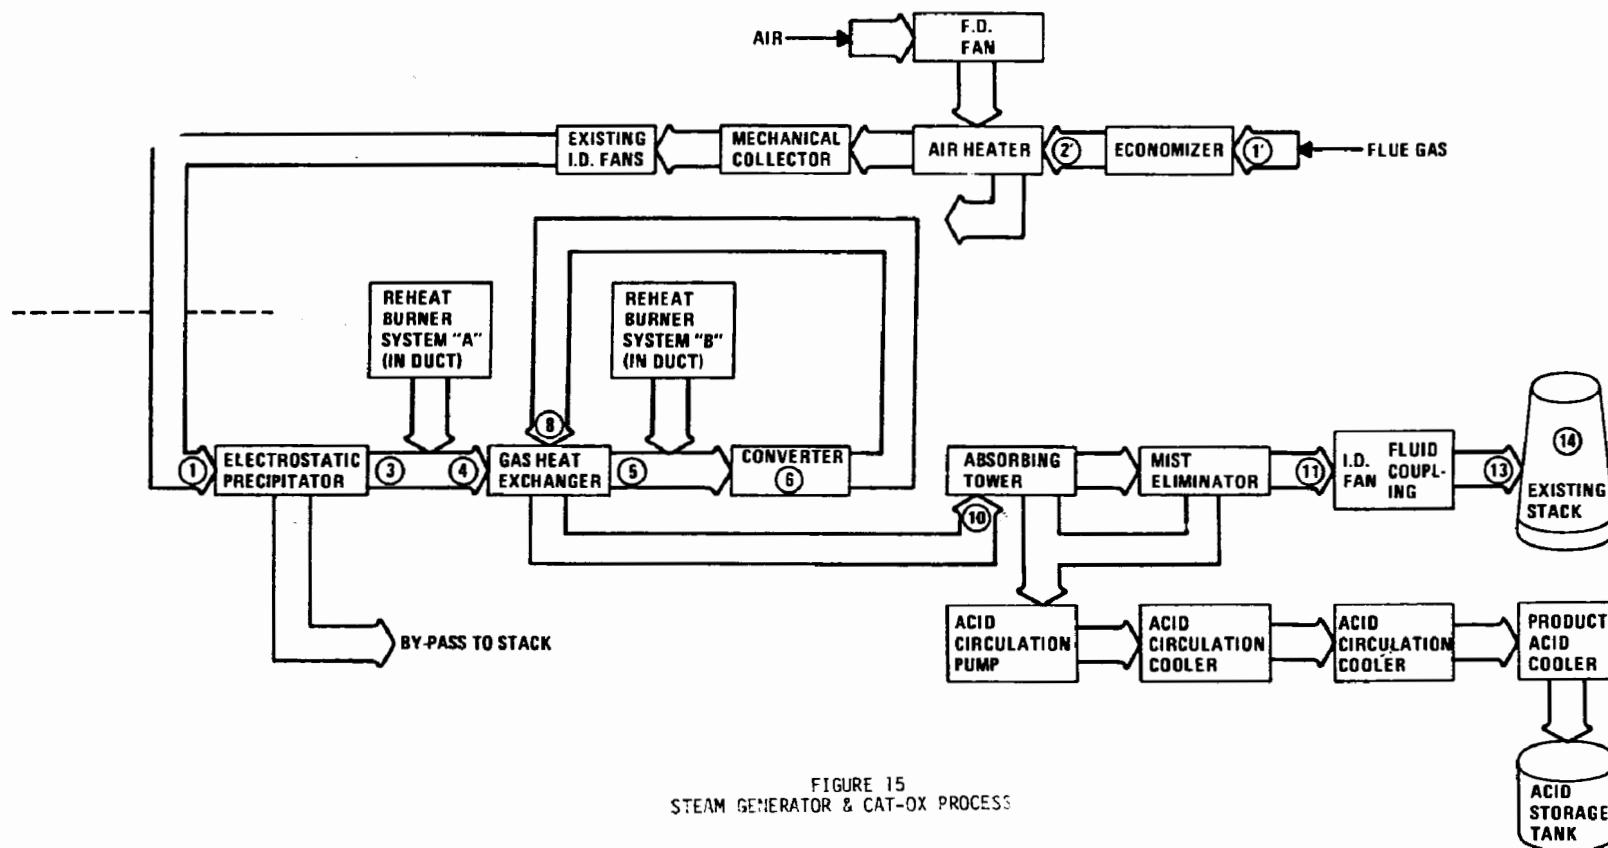 F.D.
FAN
AIR
EXISTING
I.D. FANS
MECHANICAL
COLLECTOR
AIR HEATER
2'
ECONOMIZER
1'
FLUE GAS
REHEAT
BURNER
SYSTEM "A"
(IN DUCT)
REHEAT
BURNER
SYSTEM "B"
(IN DUCT)
8
1
ELECTROSTATIC
PRECIPITATOR
3
4
GAS HEAT
EXCHANGER
5
CONVERTER
6
ABSORBING
TOWER
10
MIST
ELIMINATOR
11
I.D.
FAN
FLUID
COUPL-
ING
13
14
EXISTING
STACK
BY-PASS TO STACK
ACID
CIRCULATION
PUMP
ACID
CIRCULATION
COOLER
ACID
CIRCULATION
COOLER
PRODUCT
ACID
COOLER
ACID
STORAGE
TANK
FIGURE 15
STEAM GENERATOR & CAT-OX PROCESS